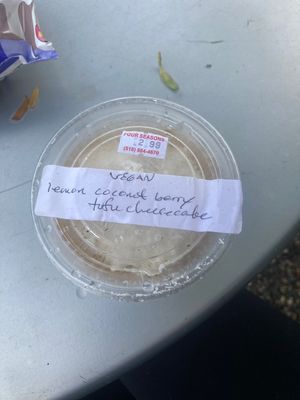 FOUR SEASONS
2.99
VEGAN
lemon coconut berry
tofu cheesecake